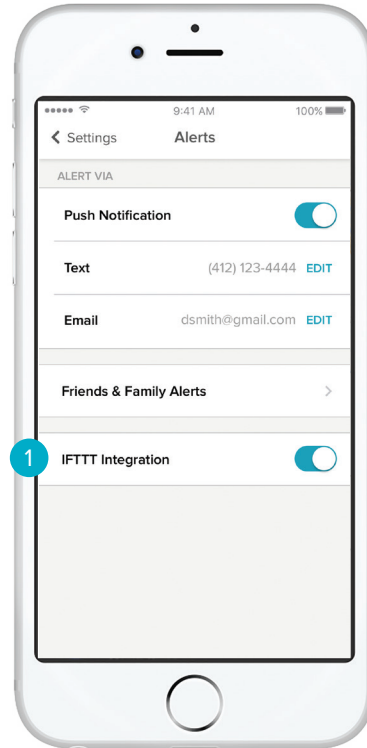 9:41 AM 100%
Settings Alerts
ALERT VIA
Push Notification
Text (412) 123-4444 EDIT
Email dsmith@gmail.com EDIT
Friends & Family Alerts
1 IFTTT Integration